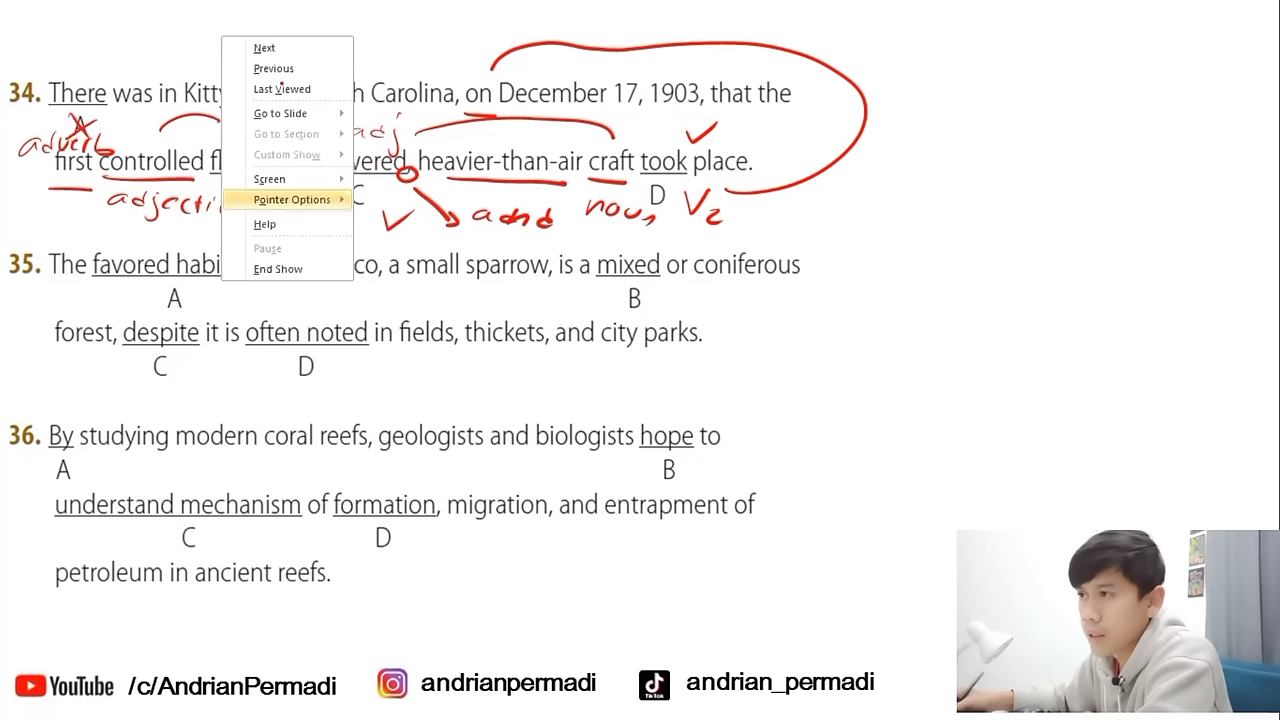 34. There was in Kitty h Carolina, on December 17, 1903, that the
adverb adj
first controlled fl wered, heavier-than-air craft took place.
C D
adjecti noun V2
35. The favored habi co, a small sparrow, is a mixed or coniferous
A B
forest, despite it is often noted in fields, thickets, and city parks.
C D
36. By studying modern coral reefs, geologists and biologists hope to
A B
understand mechanism of formation, migration, and entrapment of
C D
petroleum in ancient reefs.
Next
Previous
Last Viewed
Go to Slide
Go to Section
Custom Show
Screen
Pointer Options
Help
Pause
End Show
YouTube /c/AndrianPermadi
andrianpermadi
TikTok
andrian_permadi